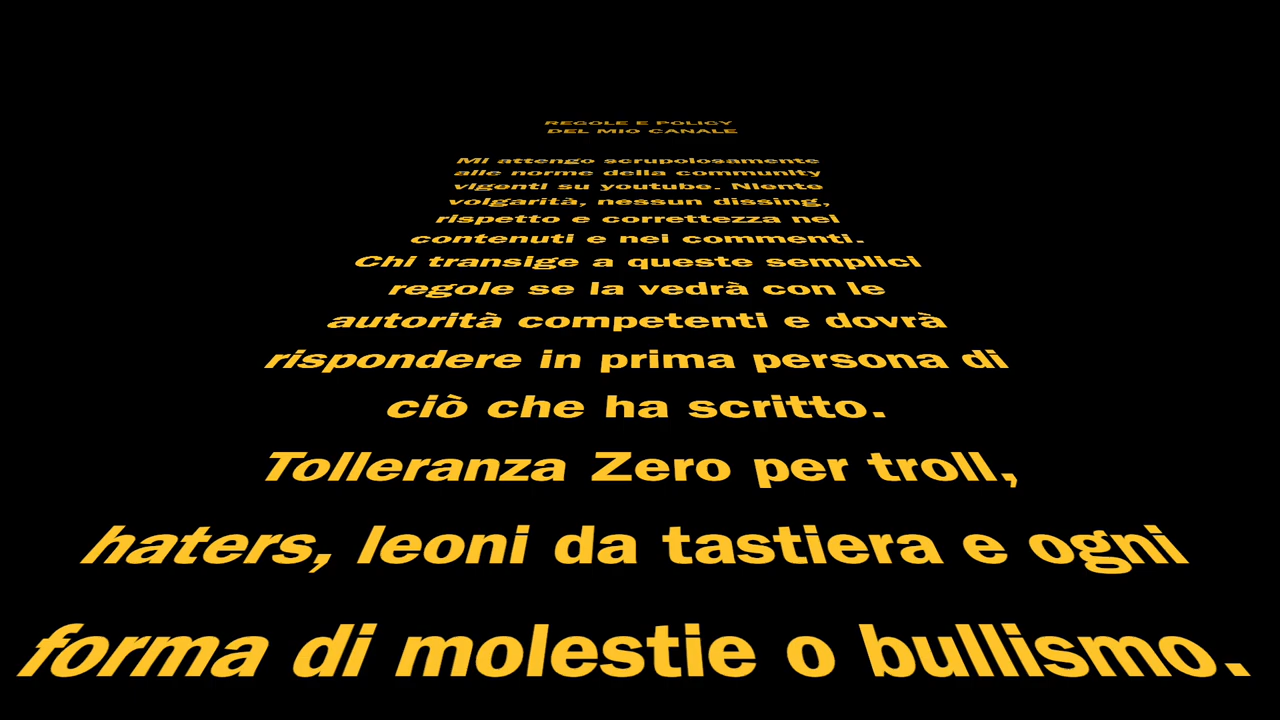 REGOLE E POLICY
DEL MIO CANALE
Mi attengo scrupolosamente
alle norme della community
vigenti su youtube. Niente
volgarità, nessun dissing,
rispetto e correttezza nei
contenuti e nei commenti.
Chi transige a queste semplici
regole se la vedrà con le
autorità competenti e dovrà
rispondere in prima persona di
ciò che ha scritto.
Tolleranza Zero per troll,
haters, leoni da tastiera e ogni
forma di molestie o bullismo.